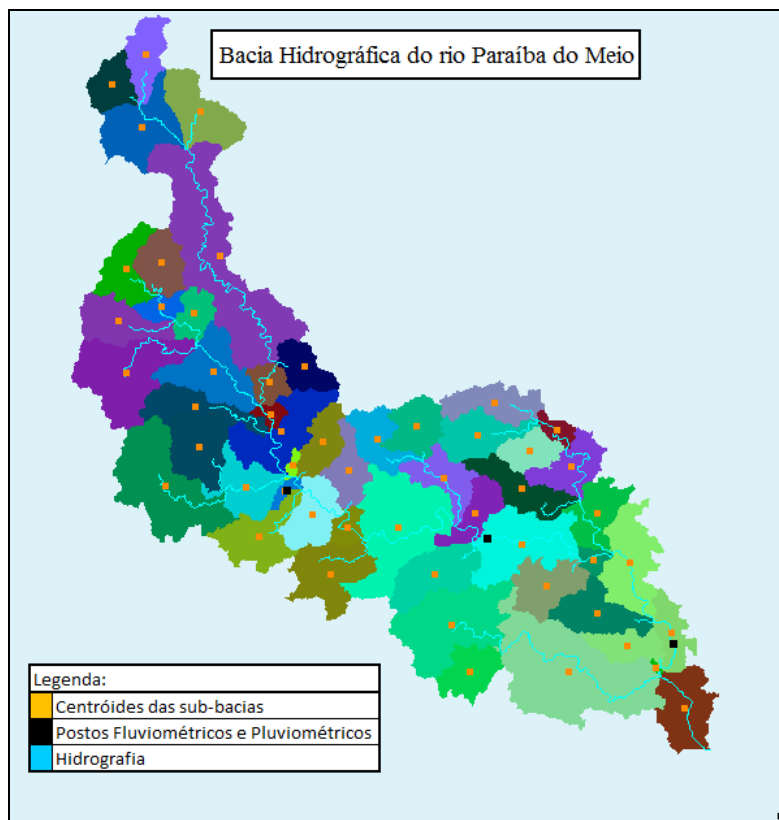 Bacia Hidrográfica do rio Paraíba do Meio
Legenda:
Centróides das sub-bacias
Postos Fluviométricos e Pluviométricos
Hidrografia